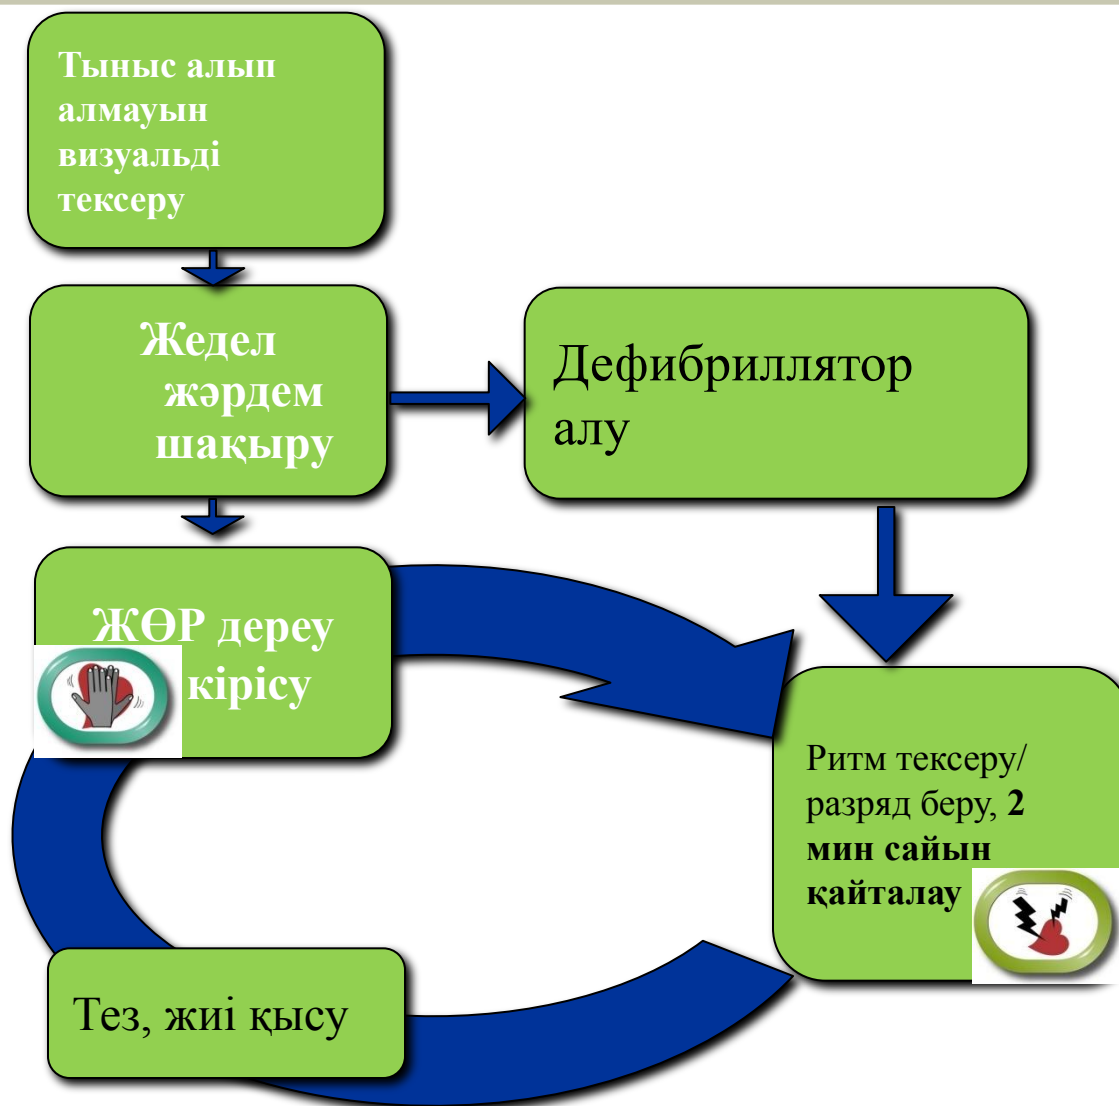 Тыныс алып
алмауын
визуальді
тексеру
Жедел
жәрдем
шақыру
Дефибриллятор
алу
ЖӨР дереу
кірісу
Ритм тексеру/
разряд беру, 2
мин сайын
қайталау
Тез, жиі қысу